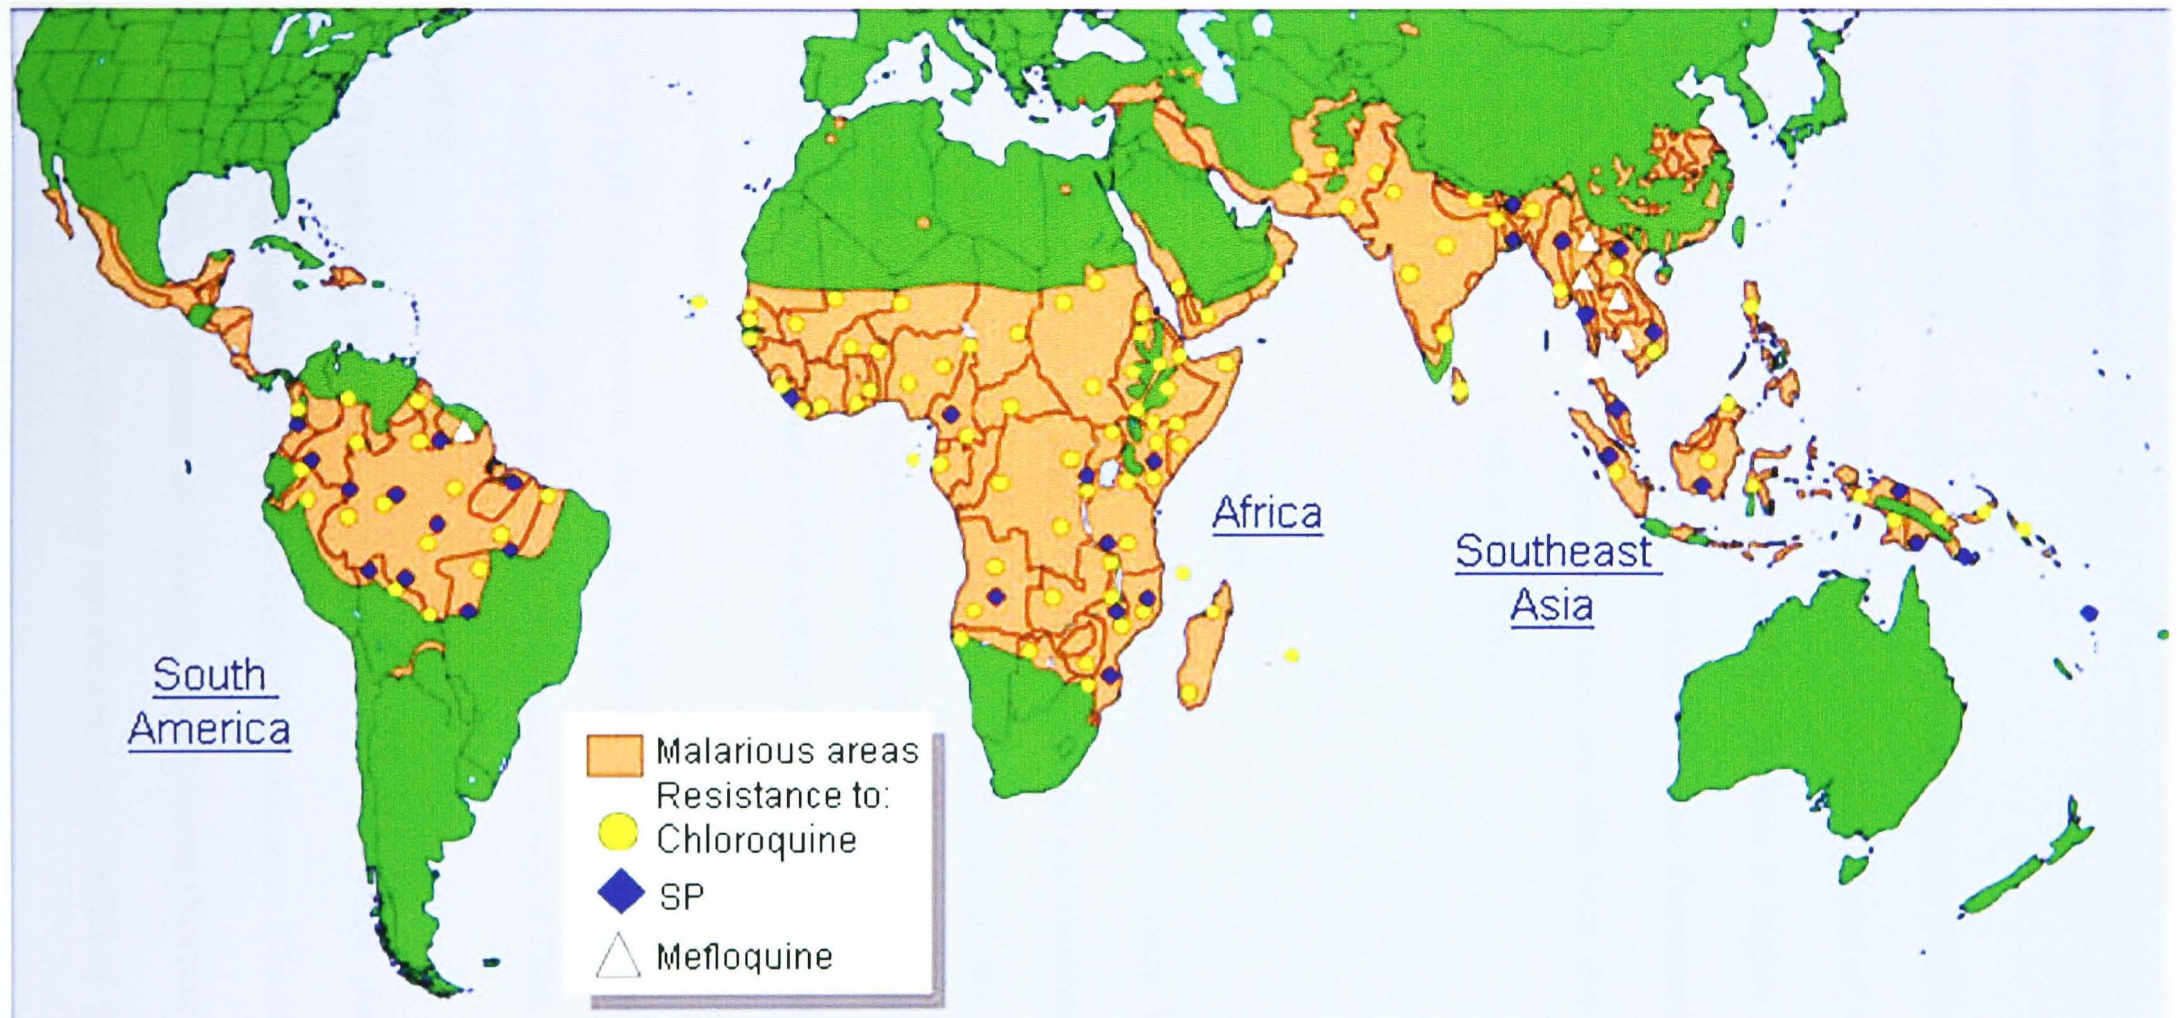 Africa
Southeast
Asia
South
America
Malarious areas
Resistance to:
Chloroquine
SP
Mefloquine